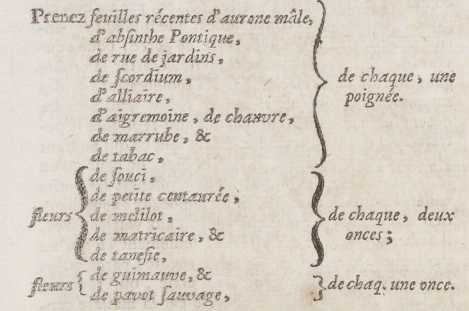 Prenez feuilles récentes d'aurone mâle,
d'absinthe Pontique,
de rue de jardins,
de scordium,
d'alliaire,
d'aigremoine, de chanvre,
de marrube, &
de tabac,
de chaque, une
poignée.
fleurs
de souci,
de petite centaurée;
de melilot,
de matricaire, &
de tanesie,
de chaque, deux
onces;
fleurs
de guimauve, &
de pavot sauvage,
de chaq. une once.